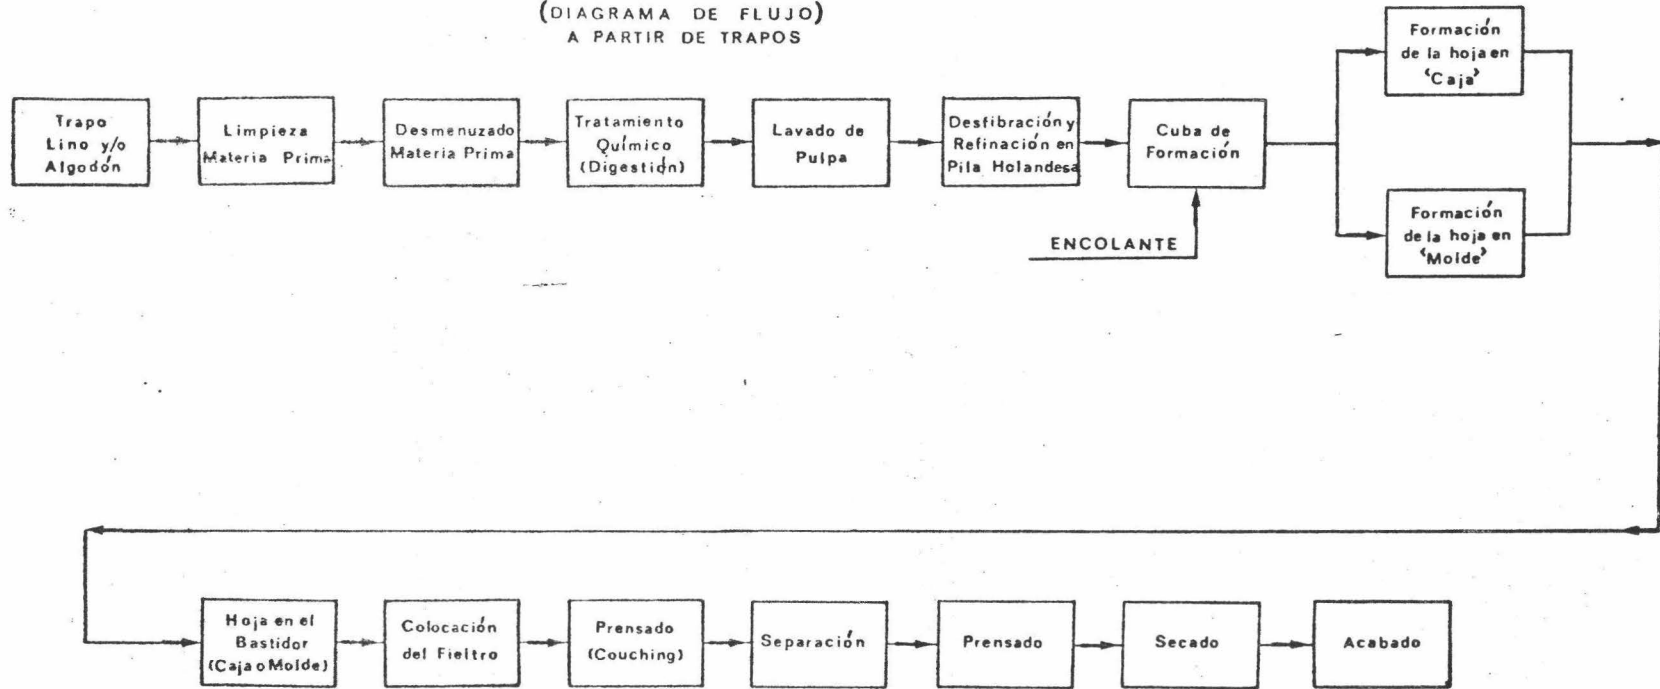 (DIAGRAMA DE FLUJO)
A PARTIR DE TRAPOS
Trapo
Lino y/o
Algodón
Limpieza
Materia Prima
Desmenuzado
Materia Prima
Tratamiento
Químico
(Digestión)
Lavado de
Pulpa
Desfibración y
Refinación en
Pila Holandesa
Cuba de
Formación
ENCOLANTE
Formación
de la hoja en
‹Caja›
Formación
de la hoja en
‹Molde›
Hoja en el
Bastidor
(Caja o Molde)
Colocación
del Fieltro
Prensado
(Couching)
Separación
Prensado
Secado
Acabado